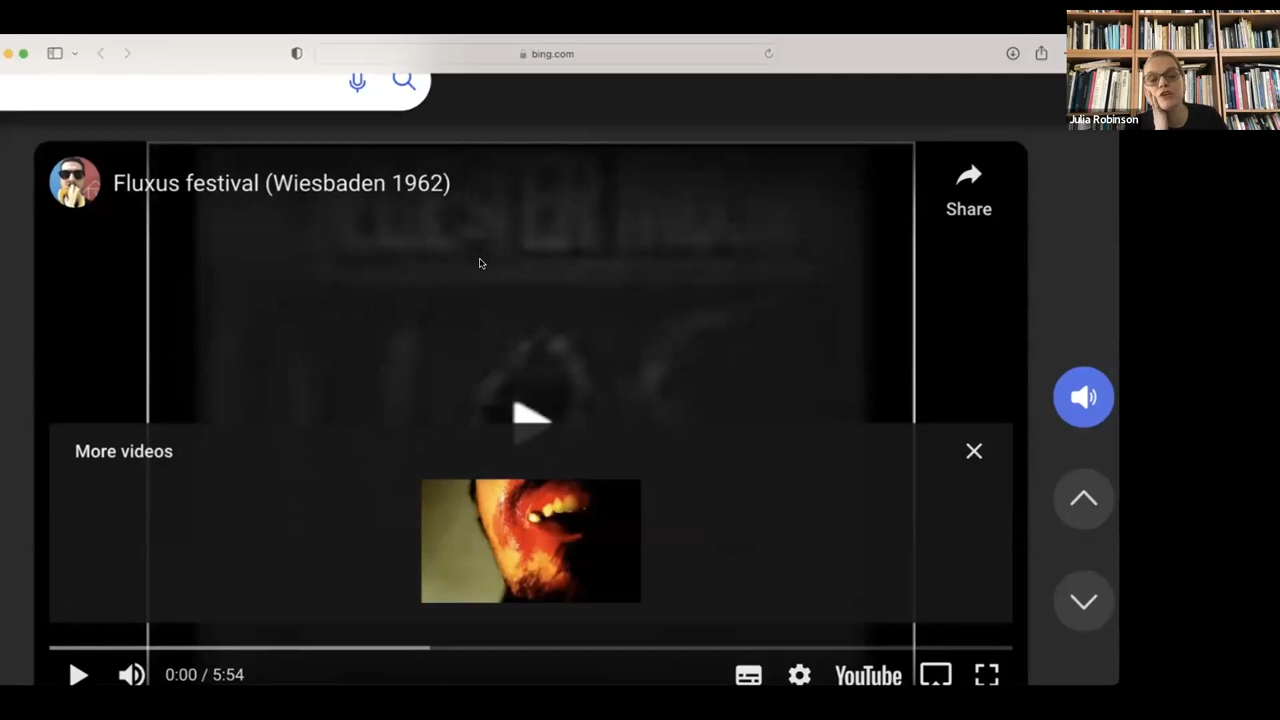 bing.com
Julia Robinson
Fluxus festival (Wiesbaden 1962)
Share
More videos
0:00 / 5:54
YouTube